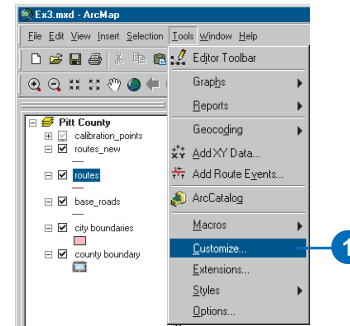 Ex3.mxd - ArcMap
File Edit View Insert Selection Tools Window Help
Editor Toolbar
Graphs
Reports
Geocoding
Add XY Data...
Add Route Events...
ArcCatalog
Macros
Customize...
Extensions...
Styles
Options...
1
Pitt County
calibration_points
routes_new
routes
base_roads
city boundaries
county boundary